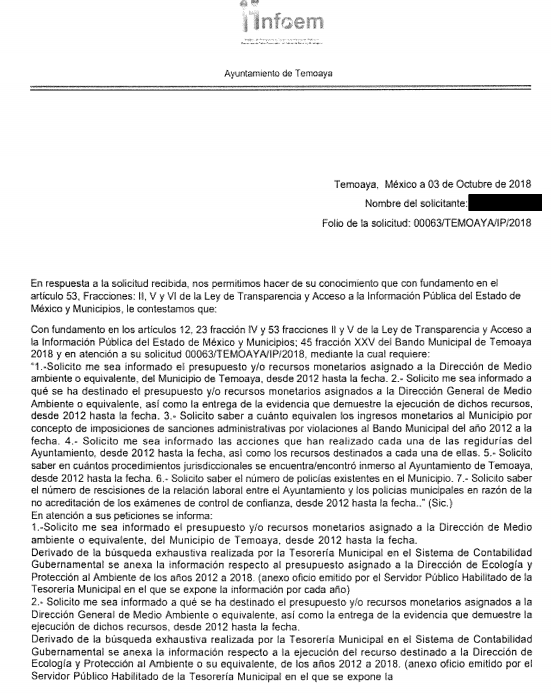 infoem
Ayuntamiento de Temoaya
Temoaya, México a 03 de Octubre de 2018
Nombre del solicitante:
Folio de la solicitud: 00063/TEMOAYA/IP/2018
En respuesta a la solicitud recibida, nos permitimos hacer de su conocimiento que con fundamento en el
artículo 53, Fracciones: II, V y VI de la Ley de Transparencia y Acceso a la Información Pública del Estado de
México y Municipios, le contestamos que:
Con fundamento en los artículos 12, 23 fracción IV y 53 fracciones II y V de la Ley de Transparencia y Acceso a
la Información Pública del Estado de México y Municipios; 45 fracción XXV del Bando Municipal de Temoaya
2018 y en atención a su solicitud 00063/TEMOAYA/IP/2018, mediante la cual requiere:
"1.-Solicito me sea informado el presupuesto y/o recursos monetarios asignado a la Dirección de Medio
ambiente o equivalente, del Municipio de Temoaya, desde 2012 hasta la fecha. 2.- Solicito me sea informado a
qué se ha destinado el presupuesto y/o recursos monetarios asignados a la Dirección General de Medio
Ambiente o equivalente, así como la entrega de la evidencia que demuestre la ejecución de dichos recursos,
desde 2012 hasta la fecha. 3.- Solicito saber a cuánto equivalen los ingresos monetarios al Municipio por
concepto de imposiciones de sanciones administrativas por violaciones al Bando Municipal del año 2012 a la
fecha. 4.- Solicito me sea informado las acciones que han realizado cada una de las regidurías del
Ayuntamiento, desde 2012 hasta la fecha, así como los recursos destinados a cada una de ellas. 5.- Solicito
saber en cuántos procedimientos jurisdiccionales se encuentra/encontró inmerso al Ayuntamiento de Temoaya,
desde 2012 hasta la fecha. 6.- Solicito saber el número de policías existentes en el Municipio. 7.- Solicito saber
el número de rescisiones de la relación laboral entre el Ayuntamiento y los policías municipales en razón de la
no acreditación de los exámenes de control de confianza, desde 2012 hasta la fecha.." (Sic.)
En atención a sus peticiones se informa:
1.-Solicito me sea informado el presupuesto y/o recursos monetarios asignado a la Dirección de Medio
ambiente o equivalente, del Municipio de Temoaya, desde 2012 hasta la fecha.
Derivado de la búsqueda exhaustiva realizada por la Tesorería Municipal en el Sistema de Contabilidad
Gubernamental se anexa la información respecto al presupuesto asignado a la Dirección de Ecología y
Protección al Ambiente de los años 2012 a 2018. (anexo oficio emitido por el Servidor Público Habilitado de la
Tesorería Municipal en el que se expone la información por cada año)
2.- Solicito me sea informado a qué se ha destinado el presupuesto y/o recursos monetarios asignados a la
Dirección General de Medio Ambiente o equivalente, así como la entrega de la evidencia que demuestre la
ejecución de dichos recursos, desde 2012 hasta la fecha.
Derivado de la búsqueda exhaustiva realizada por la Tesorería Municipal en el Sistema de Contabilidad
Gubernamental se anexa la información respecto a la ejecución del recurso destinado a la Dirección de
Ecología y Protección al Ambiente o su equivalente, de los años 2012 a 2018. (anexo oficio emitido por el
Servidor Público Habilitado de la Tesorería Municipal en el que se expone la